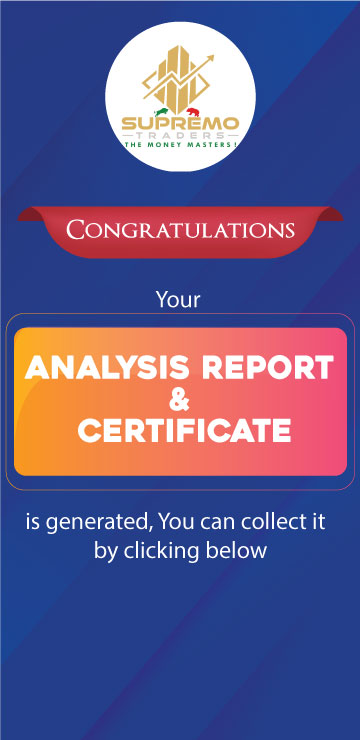 SUPREMO
TRADERS
THE MONEY MASTERS!
CONGRATULATIONS
Your
ANALYSIS REPORT
&
CERTIFICATE
is generated, You can collect it
by clicking below